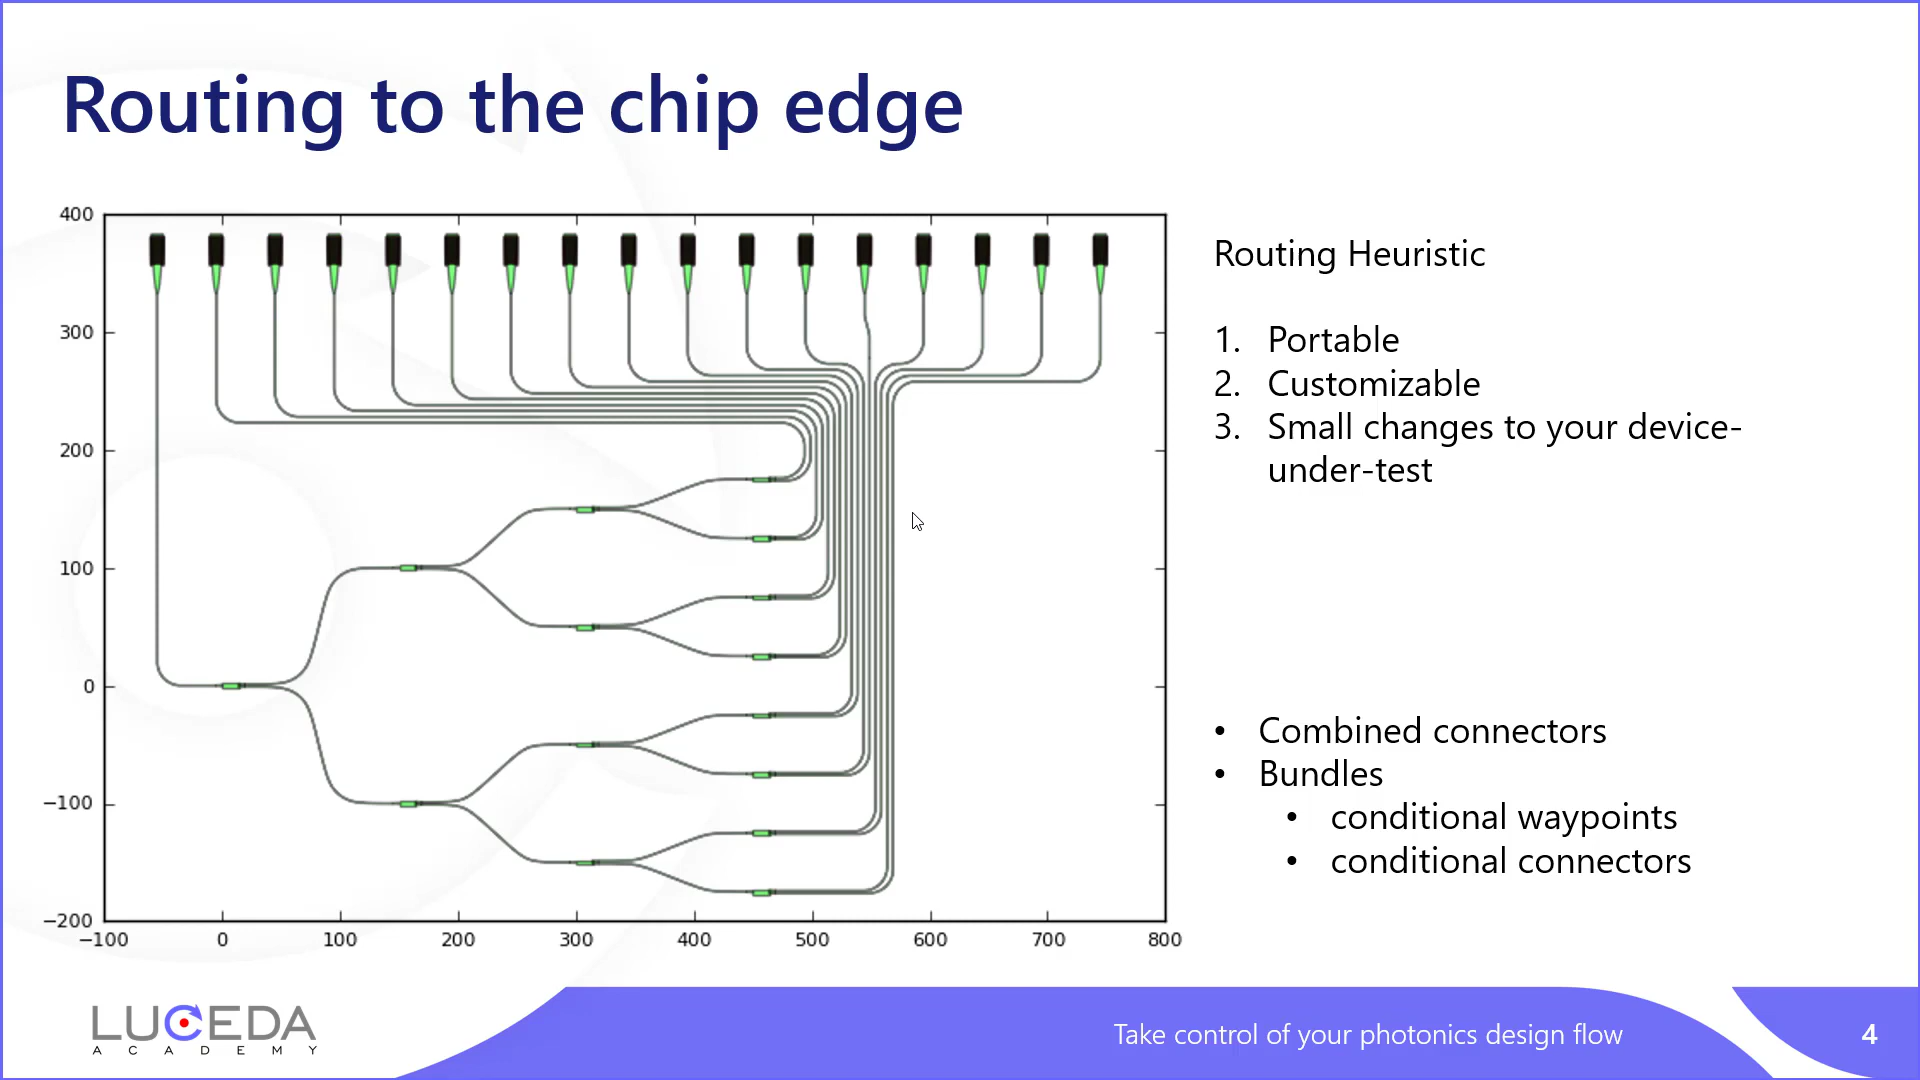 Routing to the chip edge
400
300
200
100
0
−100
−200
−100 0 100 200 300 400 500 600 700 800
Routing Heuristic
1. Portable
2. Customizable
3. Small changes to your device-
under-test
• Combined connectors
• Bundles
• conditional waypoints
• conditional connectors
LUCEDA
ACADEMY
Take control of your photonics design flow
4